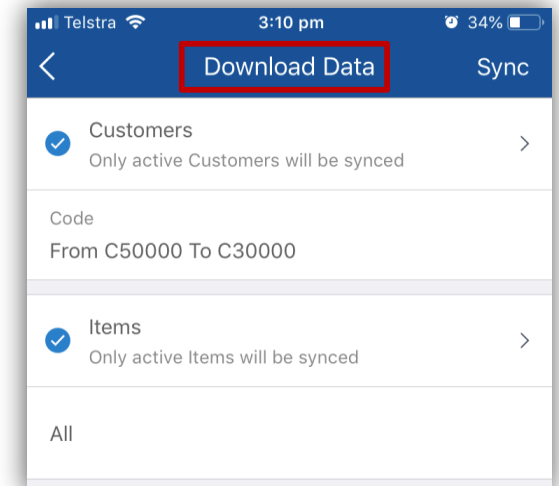 Telstra 3:10 pm 34%
Download Data Sync
Customers
Only active Customers will be synced
Code
From C50000 To C30000
Items
Only active Items will be synced
All